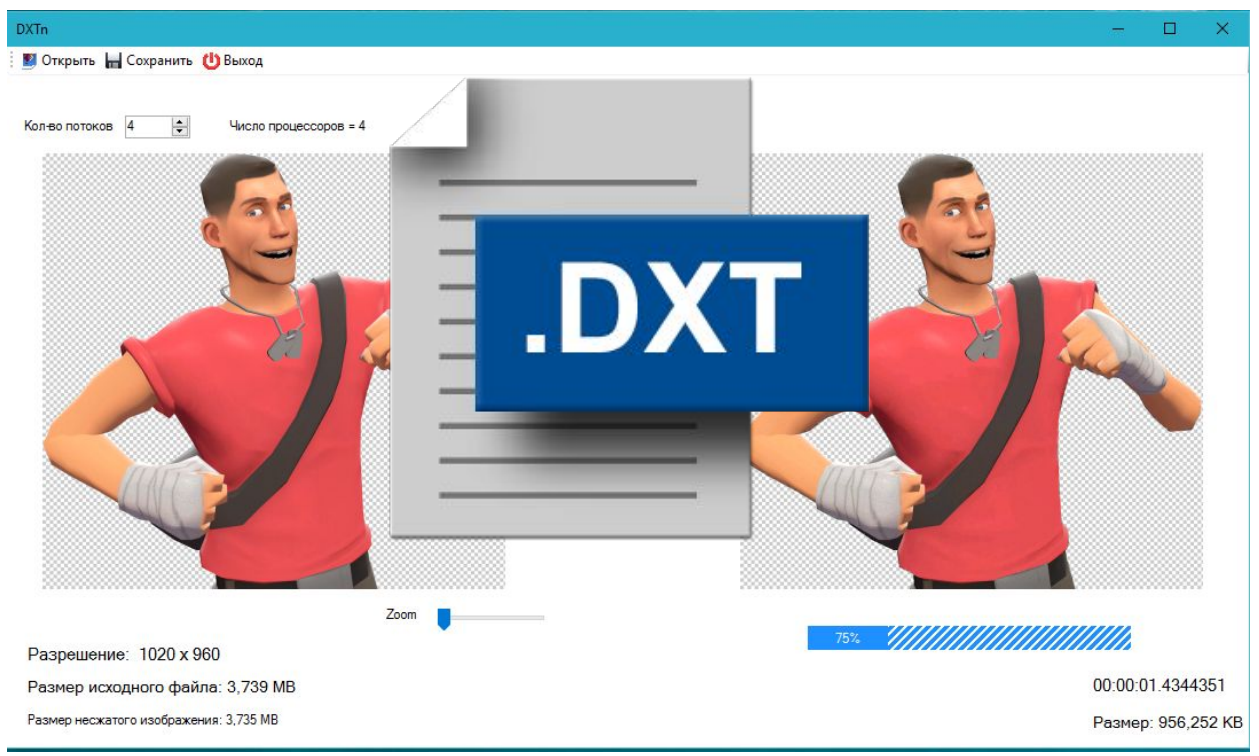 DXTn
Открыть Сохранить Выход
Кол-во потоков 4 Число процессоров = 4
.DXT
Zoom
75%
Разрешение: 1020 x 960
Размер исходного файла: 3,739 MB
00:00:01.4344351
Размер несжатого изображения: 3,735 MB
Размер: 956,252 KB